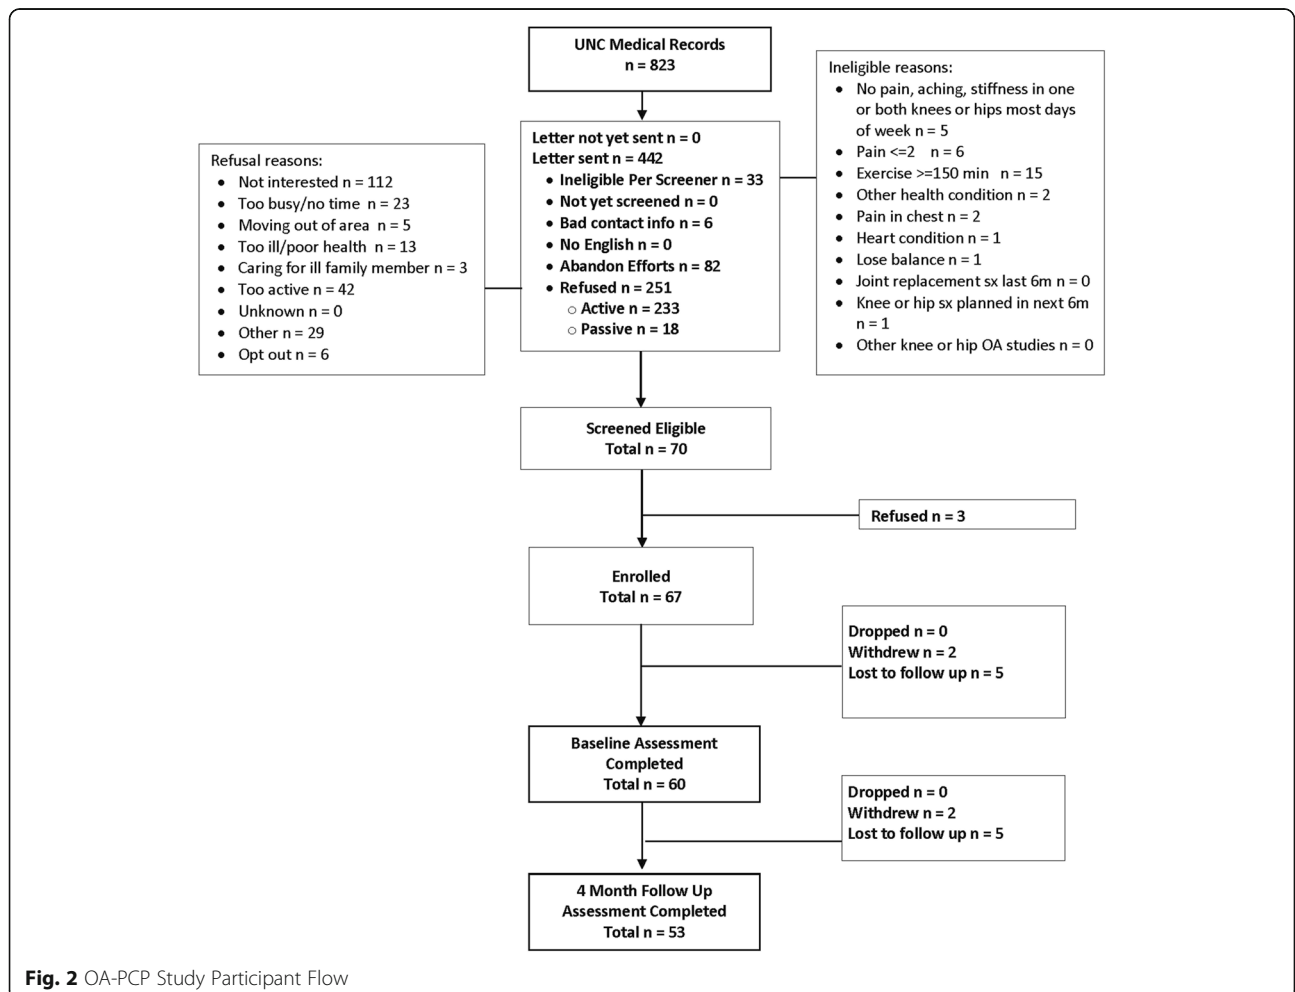 UNC Medical Records
n = 823
Ineligible reasons:
• No pain, aching, stiffness in one
or both knees or hips most days
of week n = 5
• Pain <=2 n = 6
• Exercise >=150 min n = 15
• Other health condition n = 2
• Pain in chest n = 2
• Heart condition n = 1
• Lose balance n = 1
• Joint replacement sx last 6m n = 0
• Knee or hip sx planned in next 6m
n = 1
• Other knee or hip OA studies n = 0
Letter not yet sent n = 0
Letter sent n = 442
• Ineligible Per Screener n = 33
• Not yet screened n = 0
• Bad contact info n = 6
• No English n = 0
• Abandon Efforts n = 82
• Refused n = 251
○ Active n = 233
○ Passive n = 18
Refusal reasons:
• Not interested n = 112
• Too busy/no time n = 23
• Moving out of area n = 5
• Too ill/poor health n = 13
• Caring for ill family member n = 3
• Too active n = 42
• Unknown n = 0
• Other n = 29
• Opt out n = 6
Screened Eligible
Total n = 70
Refused n = 3
Enrolled
Total n = 67
Dropped n = 0
Withdrew n = 2
Lost to follow up n = 5
Baseline Assessment
Completed
Total n = 60
Dropped n = 0
Withdrew n = 2
Lost to follow up n = 5
4 Month Follow Up
Assessment Completed
Total n = 53
Fig. 2 OA-PCP Study Participant Flow